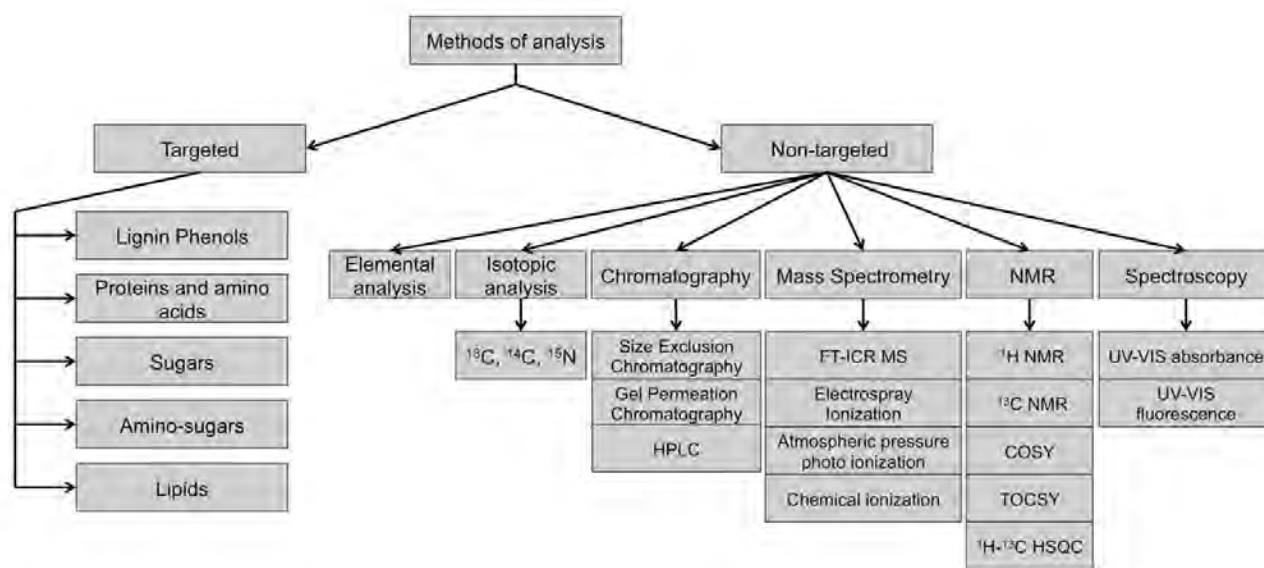 Methods of analysis
Targeted
Non-targeted
Lignin Phenols
Proteins and amino
acids
Sugars
Amino-sugars
Lipids
Elemental
analysis
Isotopic
analysis
Chromatography
Mass Spectrometry
NMR
Spectroscopy
¹³C, ¹⁴C, ¹⁵N
Size Exclusion
Chromatography
Gel Permeation
Chromatography
HPLC
FT-ICR MS
Electrospray
Ionization
Atmospheric pressure
photo ionization
Chemical ionization
¹H NMR
¹³C NMR
COSY
TOCSY
¹H-¹³C HSQC
UV-VIS absorbance
UV-VIS
fluorescence